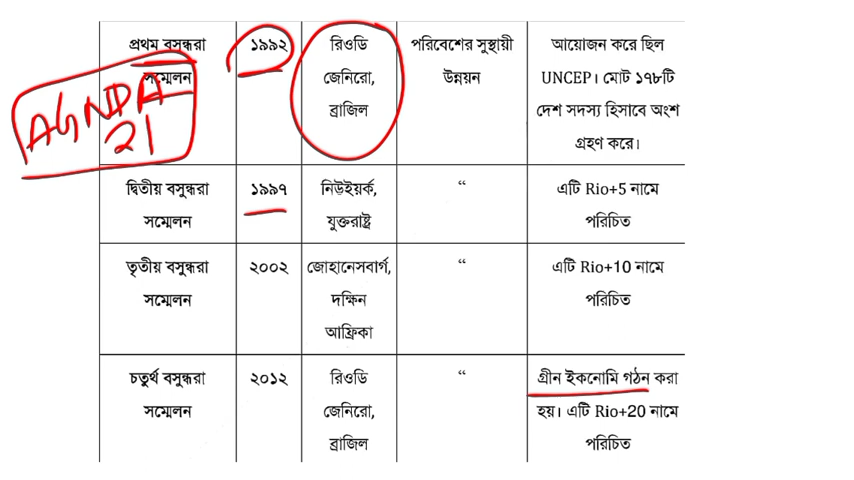 প্রথম বসুন্ধরা সম্মেলন
১৯৯২
রিওডি জেনিরো, ব্রাজিল
পরিবেশের সুস্থায়ী উন্নয়ন
আয়োজন করে ছিল UNCEP। মোট ১৭৮টি দেশ সদস্য হিসাবে অংশ গ্রহণ করে।
AGNDA
21
দ্বিতীয় বসুন্ধরা সম্মেলন
১৯৯৭
নিউইয়র্ক, যুক্তরাষ্ট্র
“
এটি Rio+5 নামে পরিচিত
তৃতীয় বসুন্ধরা সম্মেলন
২০০২
জোহানেসবার্গ, দক্ষিন আফ্রিকা
“
এটি Rio+10 নামে পরিচিত
চতুর্থ বসুন্ধরা সম্মেলন
২০১২
রিওডি জেনিরো, ব্রাজিল
“
গ্রীন ইকনোমি গঠন করা হয়। এটি Rio+20 নামে পরিচিত